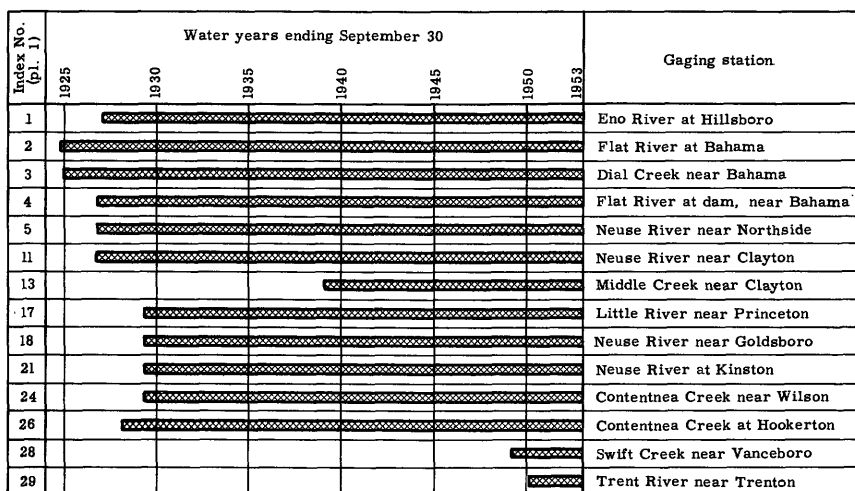 Index No. (pl. 1)
Water years ending September 30
Gaging station
1925 1930 1935 1940 1945 1950 1953
1 Eno River at Hillsboro
2 Flat River at Bahama
3 Dial Creek near Bahama
4 Flat River at dam, near Bahama
5 Neuse River near Northside
11 Neuse River near Clayton
13 Middle Creek near Clayton
17 Little River near Princeton
18 Neuse River near Goldsboro
21 Neuse River at Kinston
24 Contentnea Creek near Wilson
26 Contentnea Creek at Hookerton
28 Swift Creek near Vanceboro
29 Trent River near Trenton